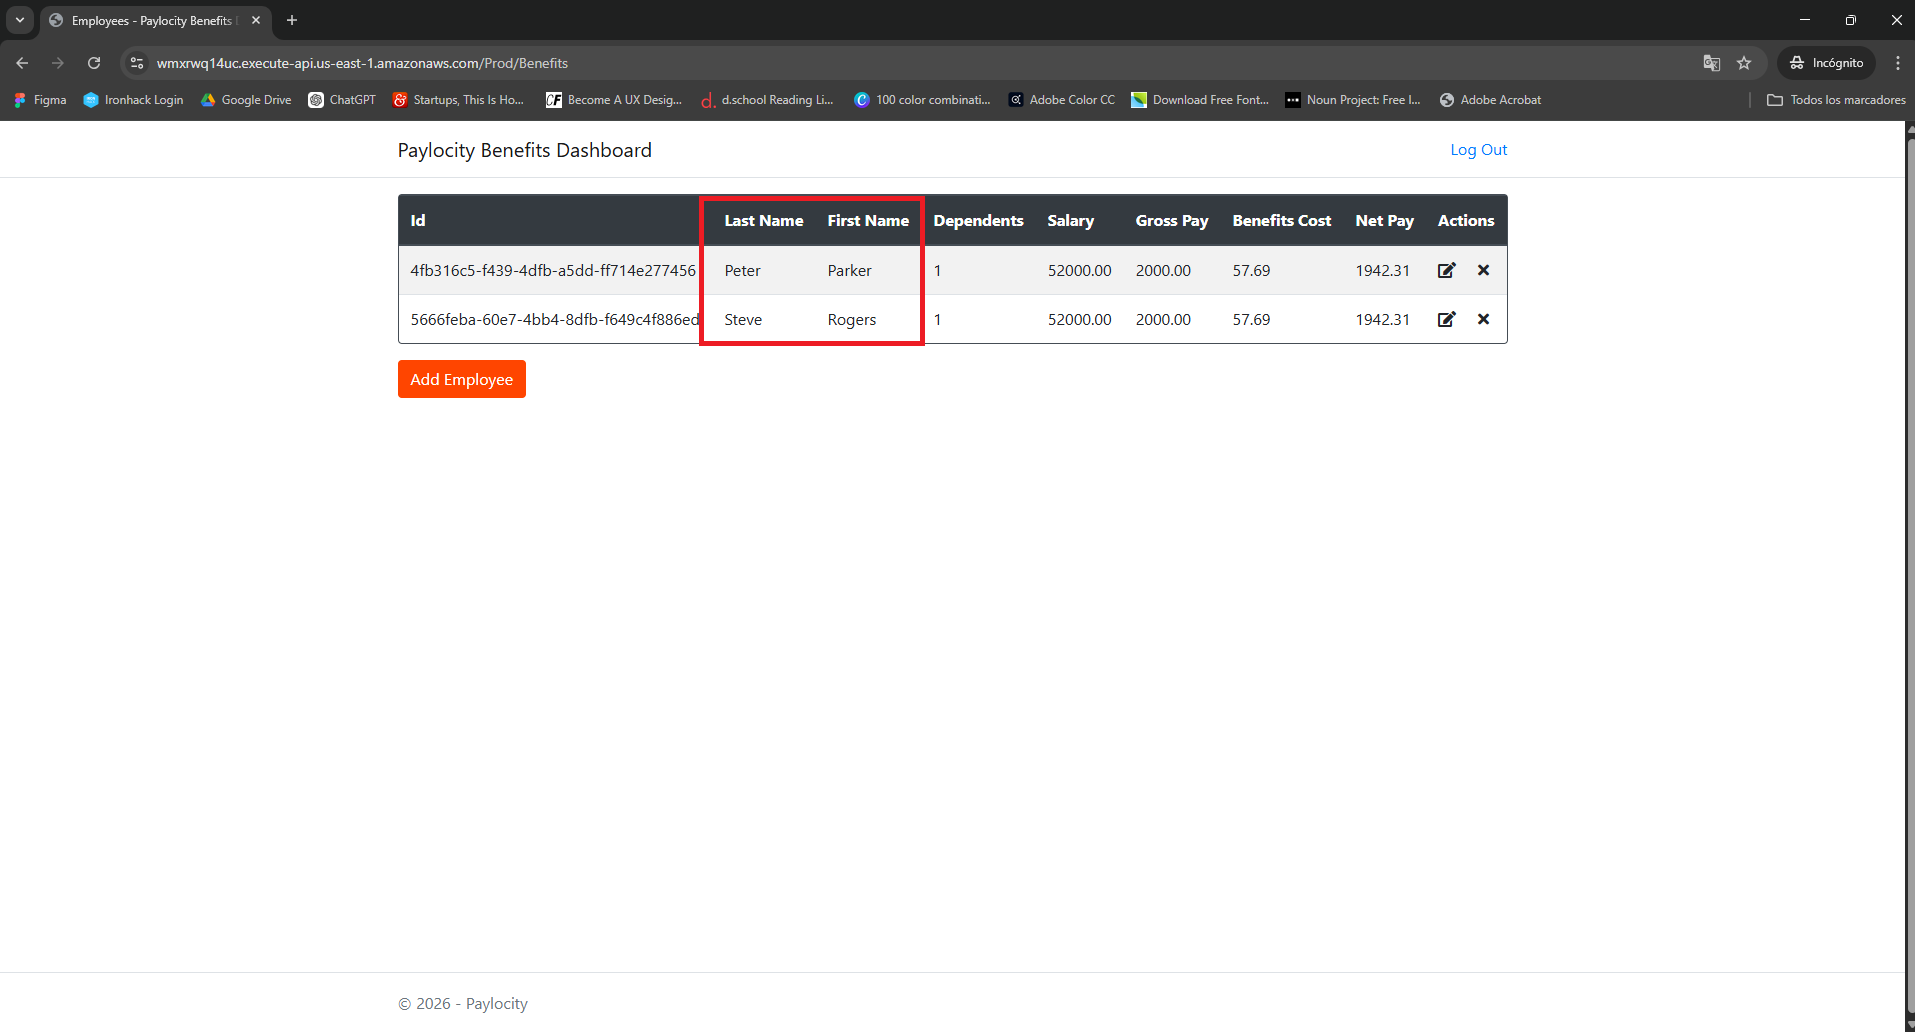 Employees - Paylocity Benefits
wmxrwq14uc.execute-api.us-east-1.amazonaws.com/Prod/Benefits
Incógnito
Figma
Ironhack Login
Google Drive
ChatGPT
Startups, This Is Ho...
Become A UX Desig...
d.school Reading Li...
100 color combinati...
Adobe Color CC
Download Free Font...
Noun Project: Free I...
Adobe Acrobat
Todos los marcadores
Paylocity Benefits Dashboard
Log Out
Id Last Name First Name Dependents Salary Gross Pay Benefits Cost Net Pay Actions
4fb316c5-f439-4dfb-a5dd-ff714e277456 Peter Parker 1 52000.00 2000.00 57.69 1942.31
5666feba-60e7-4bb4-8dfb-f649c4f886ed Steve Rogers 1 52000.00 2000.00 57.69 1942.31
Add Employee
© 2026 - Paylocity